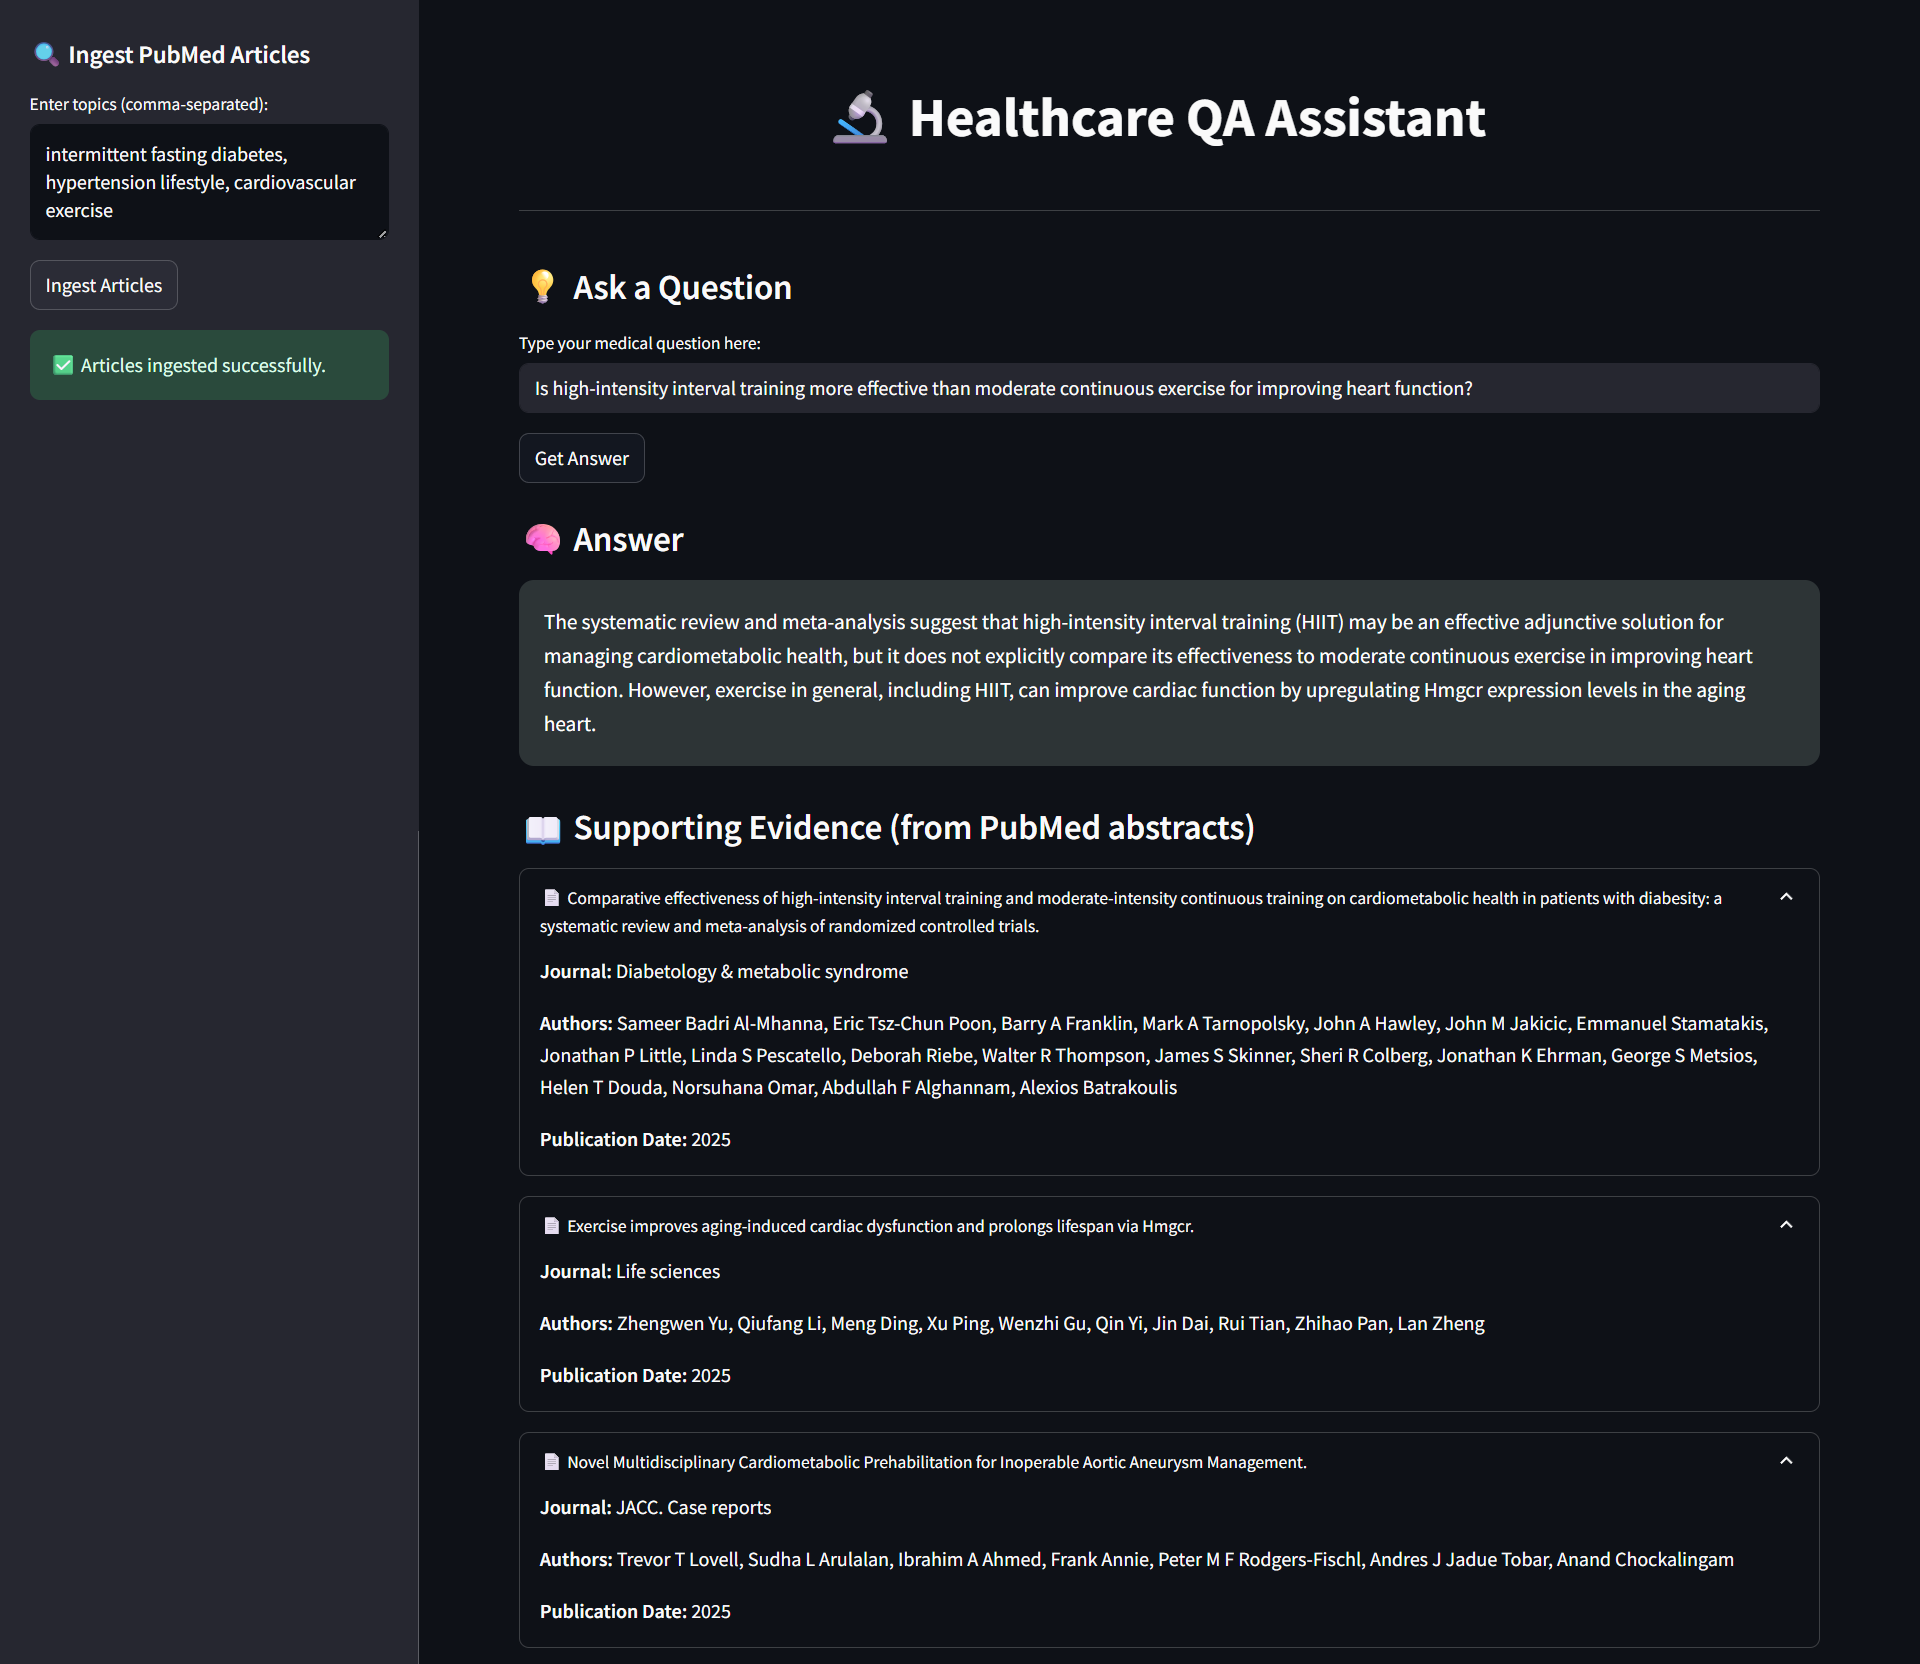 Ingest PubMed Articles
Enter topics (comma-separated):
intermittent fasting diabetes,
hypertension lifestyle, cardiovascular
exercise
Ingest Articles
Articles ingested successfully.
Healthcare QA Assistant
Ask a Question
Type your medical question here:
Is high-intensity interval training more effective than moderate continuous exercise for improving heart function?
Get Answer
Answer
The systematic review and meta-analysis suggest that high-intensity interval training (HIIT) may be an effective adjunctive solution for
managing cardiometabolic health, but it does not explicitly compare its effectiveness to moderate continuous exercise in improving heart
function. However, exercise in general, including HIIT, can improve cardiac function by upregulating Hmgcr expression levels in the aging
heart.
Supporting Evidence (from PubMed abstracts)
Comparative effectiveness of high-intensity interval training and moderate-intensity continuous training on cardiometabolic health in patients with diabesity: a
systematic review and meta-analysis of randomized controlled trials.
Journal: Diabetology & metabolic syndrome
Authors: Sameer Badri Al-Mhanna, Eric Tsz-Chun Poon, Barry A Franklin, Mark A Tarnopolsky, John A Hawley, John M Jakicic, Emmanuel Stamatakis,
Jonathan P Little, Linda S Pescatello, Deborah Riebe, Walter R Thompson, James S Skinner, Sheri R Colberg, Jonathan K Ehrman, George S Metsios,
Helen T Douda, Norsuhana Omar, Abdullah F Alghannam, Alexios Batrakoulis
Publication Date: 2025
Exercise improves aging-induced cardiac dysfunction and prolongs lifespan via Hmgcr.
Journal: Life sciences
Authors: Zhengwen Yu, Qiufang Li, Meng Ding, Xu Ping, Wenzhi Gu, Qin Yi, Jin Dai, Rui Tian, Zhihao Pan, Lan Zheng
Publication Date: 2025
Novel Multidisciplinary Cardiometabolic Prehabilitation for Inoperable Aortic Aneurysm Management.
Journal: JACC. Case reports
Authors: Trevor T Lovell, Sudha L Arulalan, Ibrahim A Ahmed, Frank Annie, Peter M F Rodgers-Fischl, Andres J Jadue Tobar, Anand Chockalingam
Publication Date: 2025